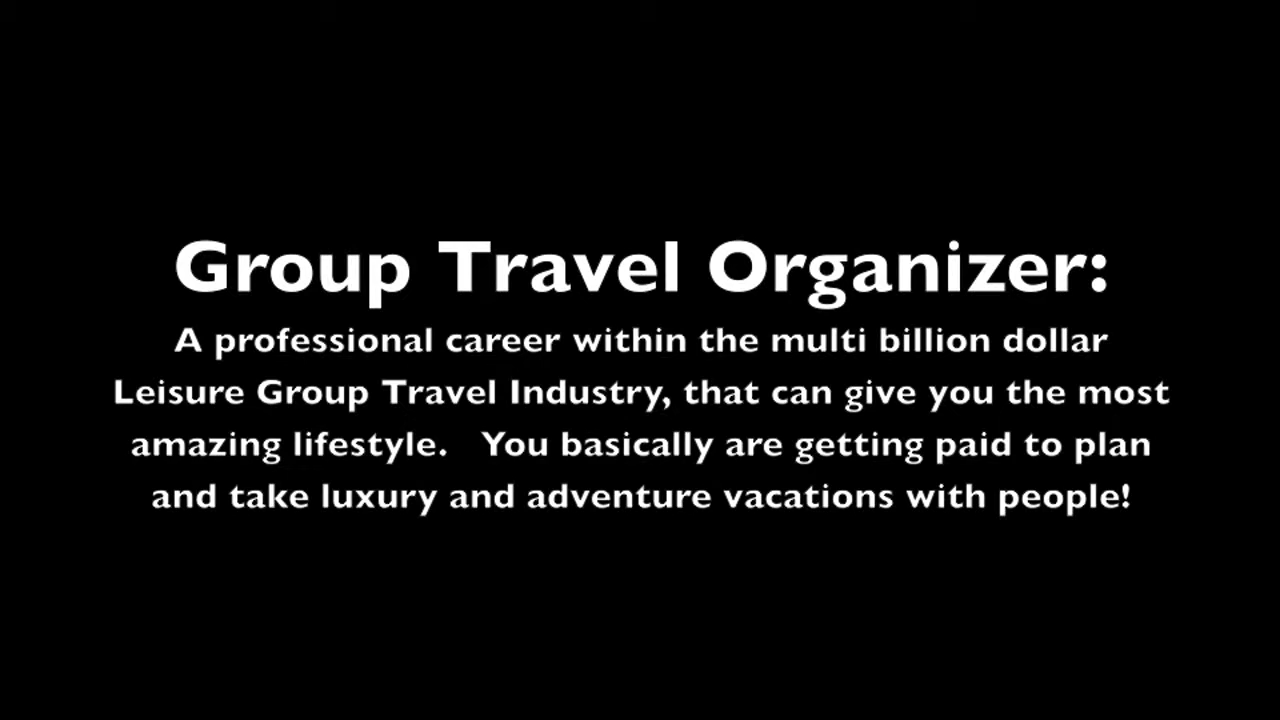 Group Travel Organizer:
A professional career within the multi billion dollar
Leisure Group Travel Industry, that can give you the most
amazing lifestyle.   You basically are getting paid to plan
and take luxury and adventure vacations with people!